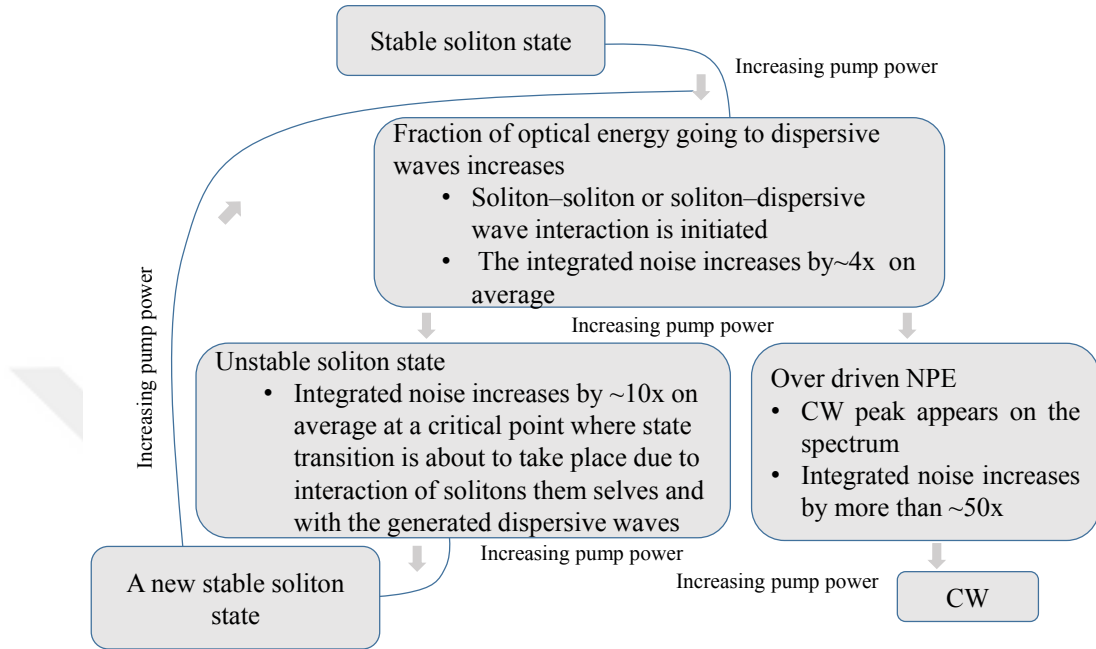 Stable soliton state
Increasing pump power
Fraction of optical energy going to dispersive
waves increases
• Soliton–soliton or soliton–dispersive
wave interaction is initiated
• The integrated noise increases by~4x on
average
Increasing pump power
Increasing pump power
Unstable soliton state
• Integrated noise increases by ~10x on
average at a critical point where state
transition is about to take place due to
interaction of solitons them selves and
with the generated dispersive waves
Over driven NPE
• CW peak appears on the
spectrum
• Integrated noise increases
by more than ~50x
Increasing pump power
Increasing pump power
A new stable soliton
state
CW